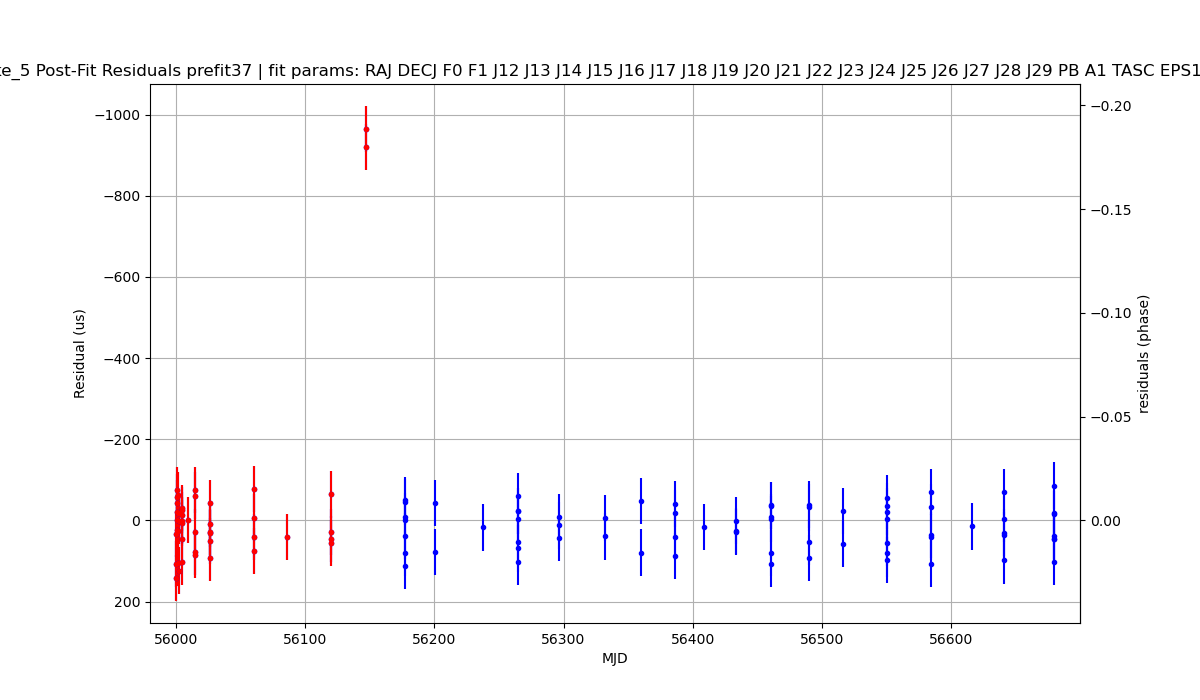 Post-Fit Residuals prefit37 | fit params: RAJ DECJ F0 F1 J12 J13 J14 J15 J16 J17 J18 J19 J20 J21 J22 J23 J24 J25 J26 J27 J28 J29 PB A1 TASC EPS1
−1000
−800
−600
−400
−200
0
200
Residual (us)
−0.20
−0.15
−0.10
−0.05
0.00
residuals (phase)
56000 56100 56200 56300 56400 56500 56600
MJD